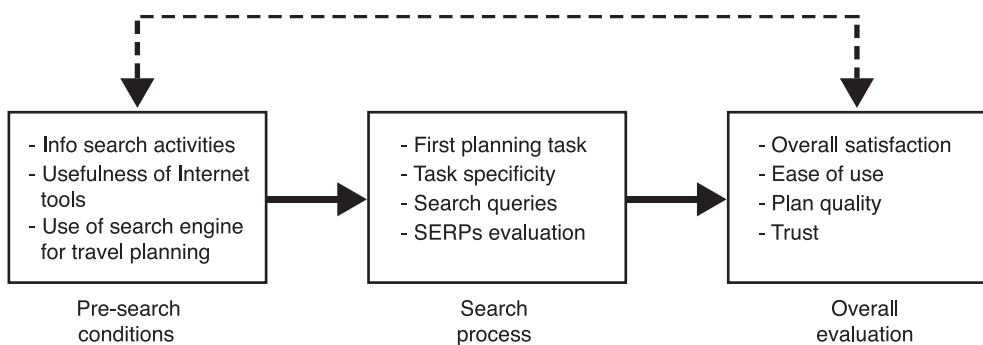 - Info search activities
- Usefulness of Internet
tools
- Use of search engine
for travel planning
Pre-search
conditions
- First planning task
- Task specificity
- Search queries
- SERPs evaluation
Search
process
- Overall satisfaction
- Ease of use
- Plan quality
- Trust
Overall
evaluation